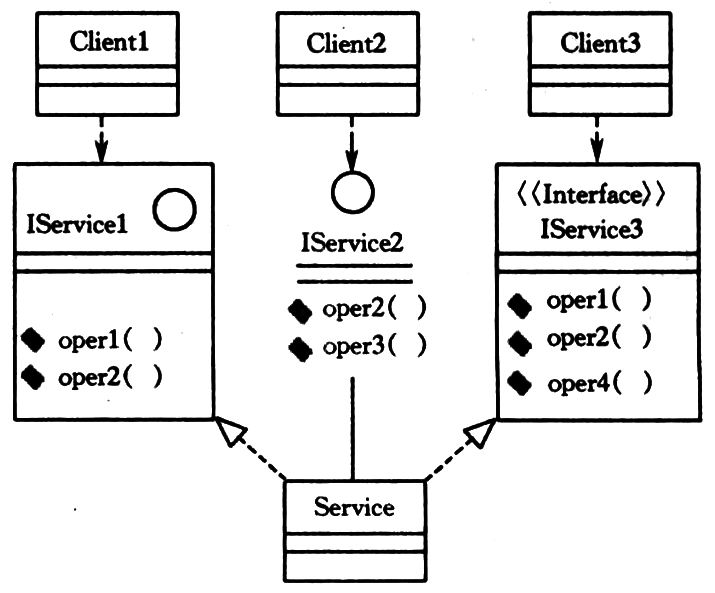 Client1
Client2
Client3
IService1
oper1( )
oper2( )
IService2
oper2( )
oper3( )
〈〈Interface〉〉
IService3
oper1( )
oper2( )
oper4( )
Service